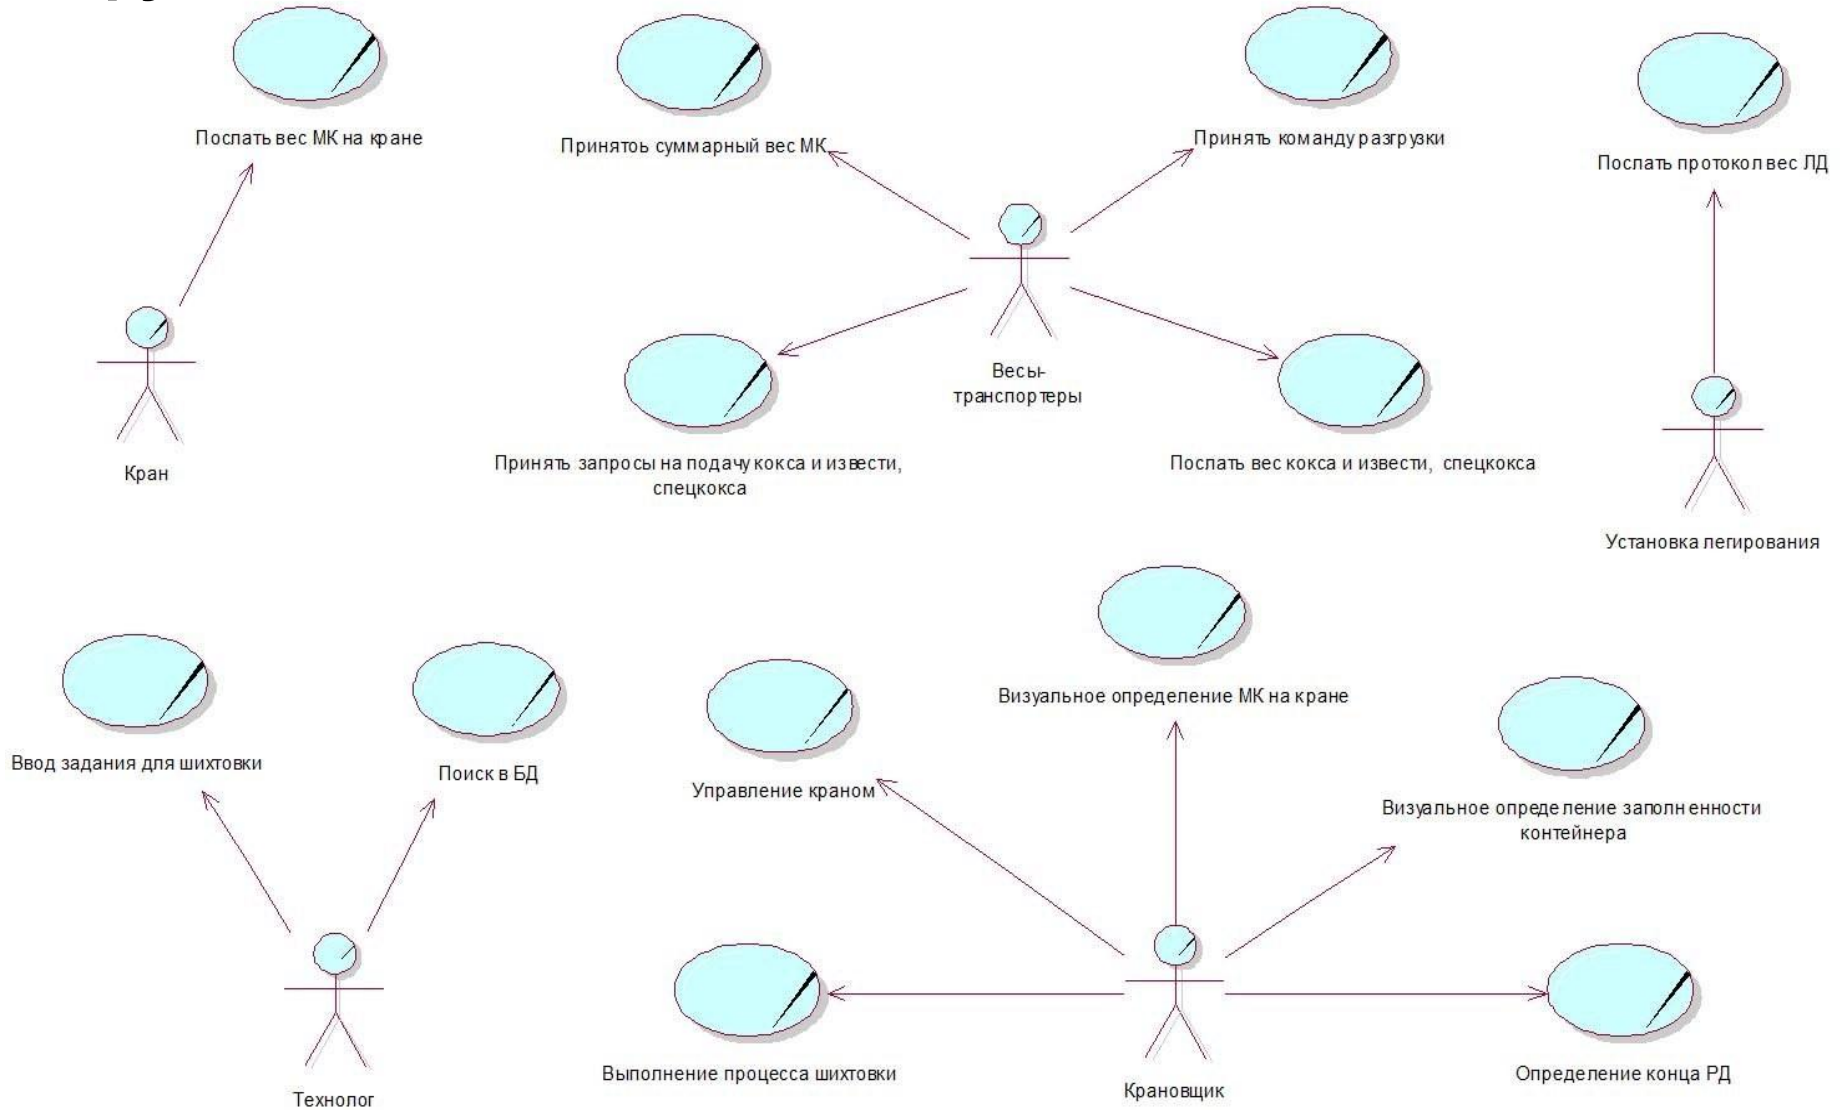 Послать вес МК на кране
Принятоь суммарный вес МК
Принять команду разгрузки
Послать протокол вес ЛД
Кран
Весы-
транспортеры
Принять запросы на подачу кокса и извести,
спецкокса
Послать вес кокса и извести, спецкокса
Установка легирования
Ввод задания для шихтовки
Поиск в БД
Управление краном
Визуальное определение МК на кране
Визуальное определение заполненности
контейнера
Технолог
Выполнение процесса шихтовки
Крановщик
Определение конца РД